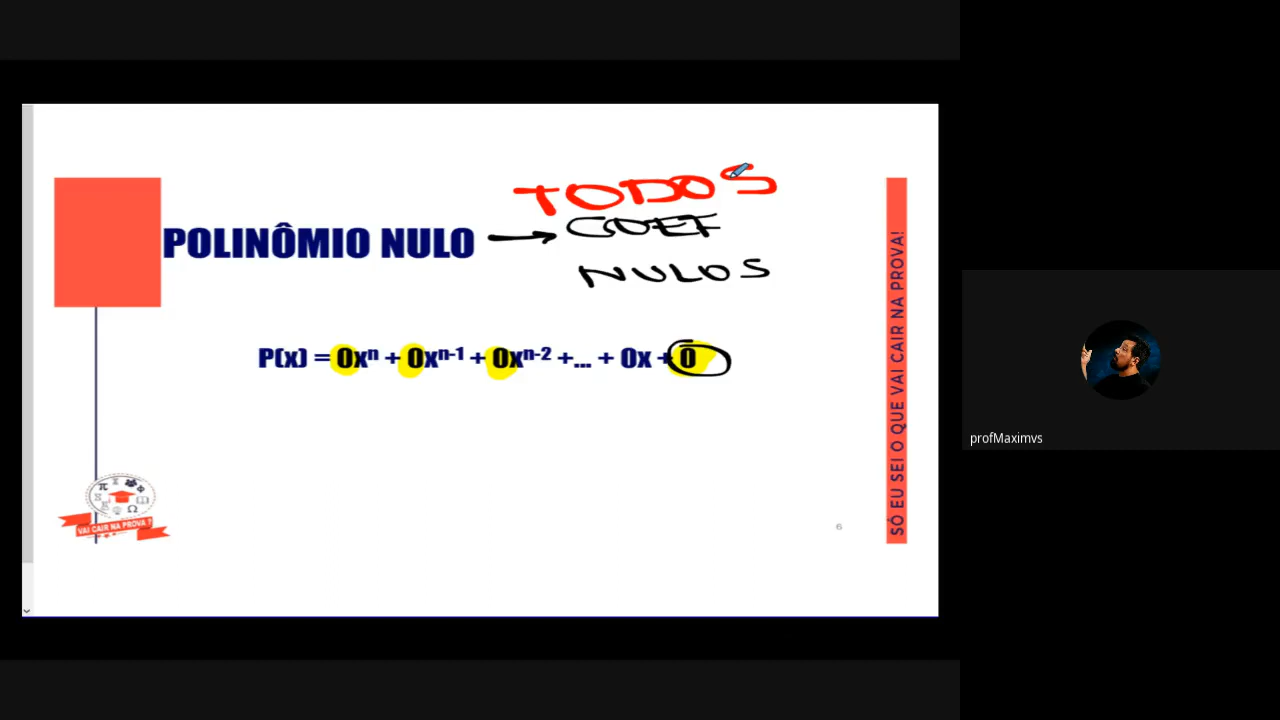 TODOS
POLINÔMIO NULO → COEF
NULOS
P(x) = 0xⁿ + 0xⁿ⁻¹ + 0xⁿ⁻² +... + 0x + 0
SÓ EU SEI O QUE VAI CAIR NA PROVA!
VAI CAIR NA PROVA ?
6
profMaximvs